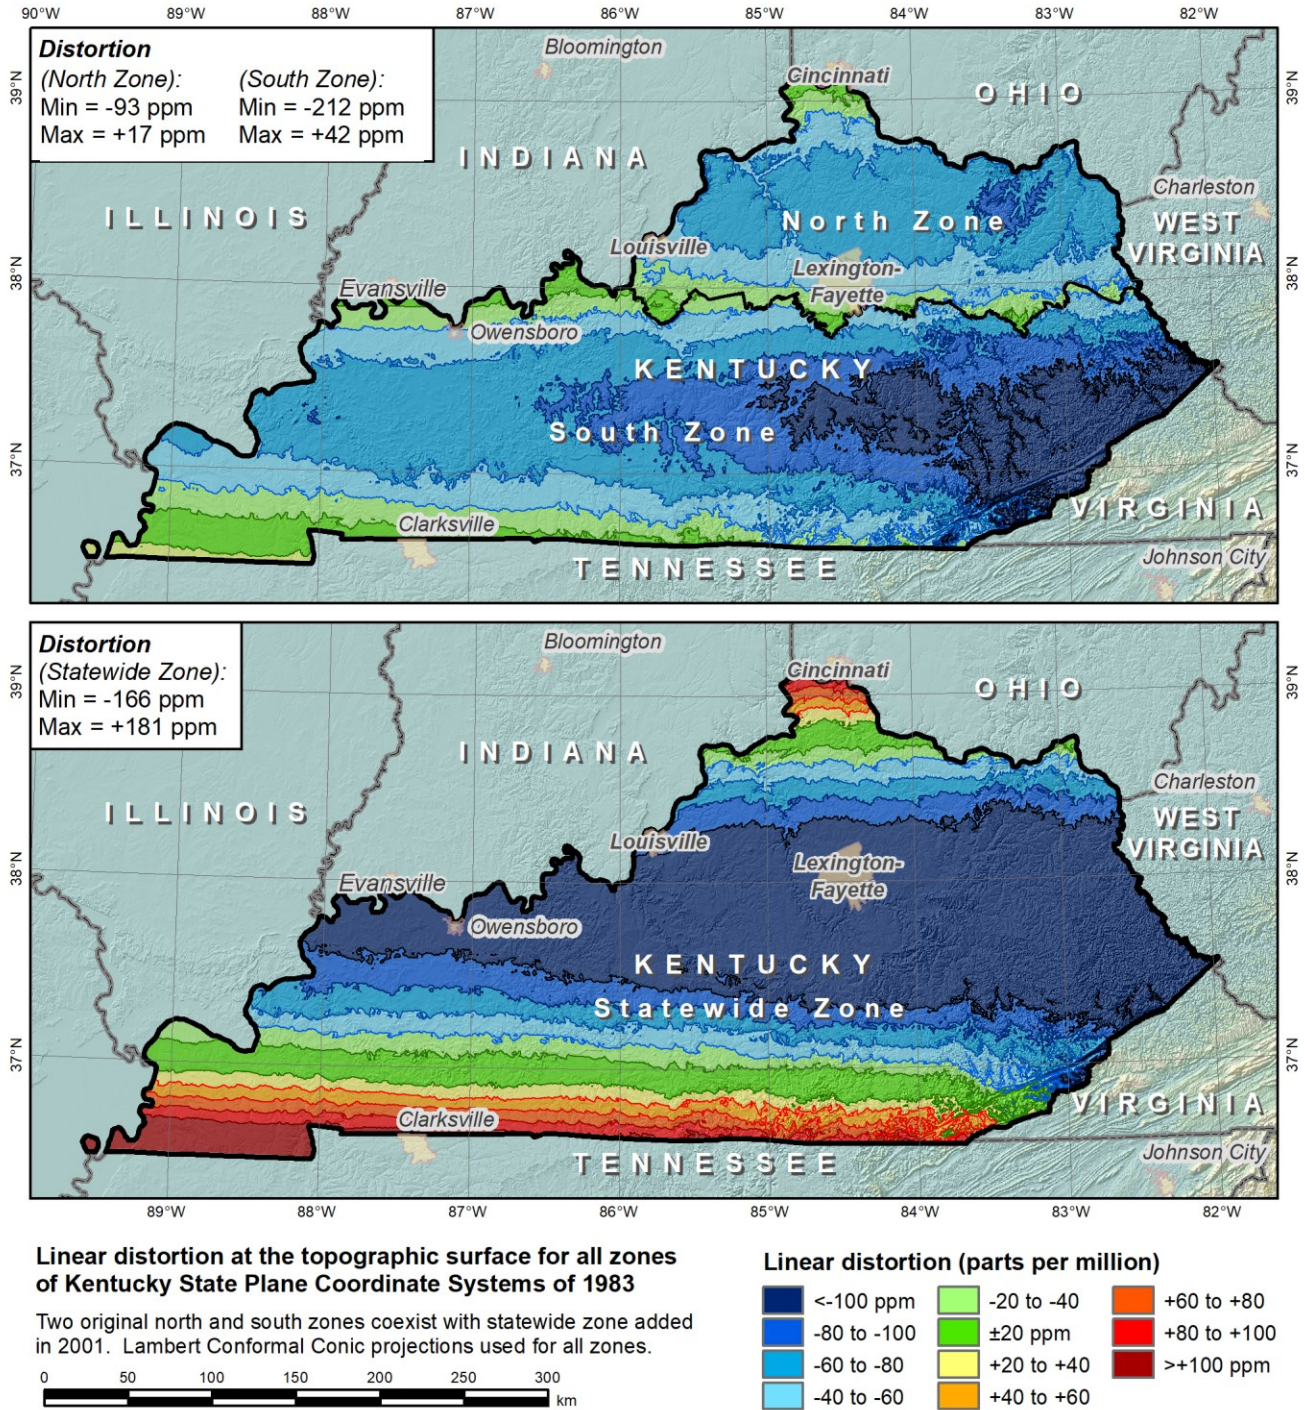 90°W 89°W 88°W 87°W 86°W 85°W 84°W 83°W 82°W
Distortion
(North Zone): (South Zone):
Min = -93 ppm Min = -212 ppm
Max = +17 ppm Max = +42 ppm
Bloomington
Cincinnati
39°N
39°N
OHIO
INDIANA
Charleston
ILLINOIS
North Zone
WEST
VIRGINIA
Louisville
38°N
Lexington-
Fayette
38°N
Evansville
Owensboro
KENTUCKY
South Zone
37°N
37°N
VIRGINIA
Clarksville
TENNESSEE
Johnson City
Distortion
(Statewide Zone):
Min = -166 ppm
Max = +181 ppm
Bloomington
Cincinnati
39°N
39°N
OHIO
INDIANA
Charleston
ILLINOIS
WEST
VIRGINIA
Louisville
38°N
Lexington-
Fayette
38°N
Evansville
Owensboro
KENTUCKY
Statewide Zone
37°N
37°N
VIRGINIA
Clarksville
TENNESSEE
Johnson City
89°W 88°W 87°W 86°W 85°W 84°W 83°W 82°W
Linear distortion at the topographic surface for all zones
of Kentucky State Plane Coordinate Systems of 1983
Two original north and south zones coexist with statewide zone added
in 2001. Lambert Conformal Conic projections used for all zones.
0 50 100 150 200 250 300
km
Linear distortion (parts per million)
<-100 ppm -20 to -40 +60 to +80
-80 to -100 ±20 ppm +80 to +100
-60 to -80 +20 to +40 >+100 ppm
-40 to -60 +40 to +60